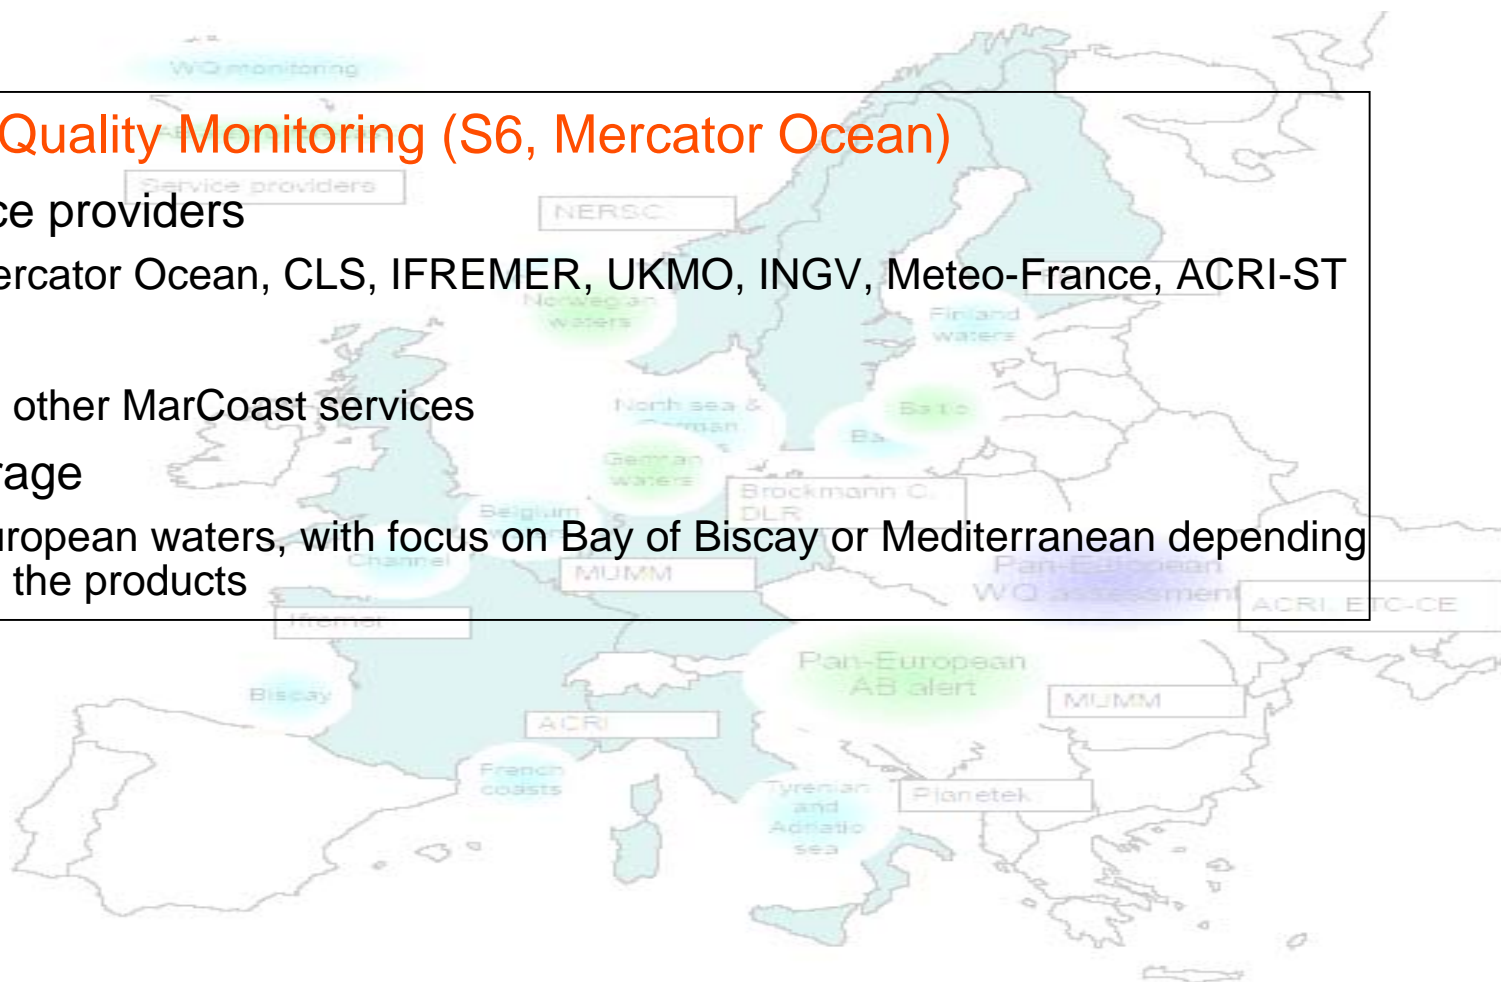 WQ monitoring
Quality Monitoring (S6, Mercator Ocean)
Service providers
ce providers
NERSC
ercator Ocean, CLS, IFREMER, UKMO, INGV, Meteo-France, ACRI-ST
Norwegian
waters
Finland
waters
other MarCoast services
North sea &
German
Baltic
rage
German
waters
Brockmann C.
DLR
Belgium
uropean waters, with focus on Bay of Biscay or Mediterranean depending
the products
Channel
MUMM
Pan-European
WQ assessment
ACRI, ETC-CE
Ifremer
Pan-European
AB alert
Biscay
MUMM
ACRI
French
coasts
Tyrenian
and
Adriatic
sea
Planetek